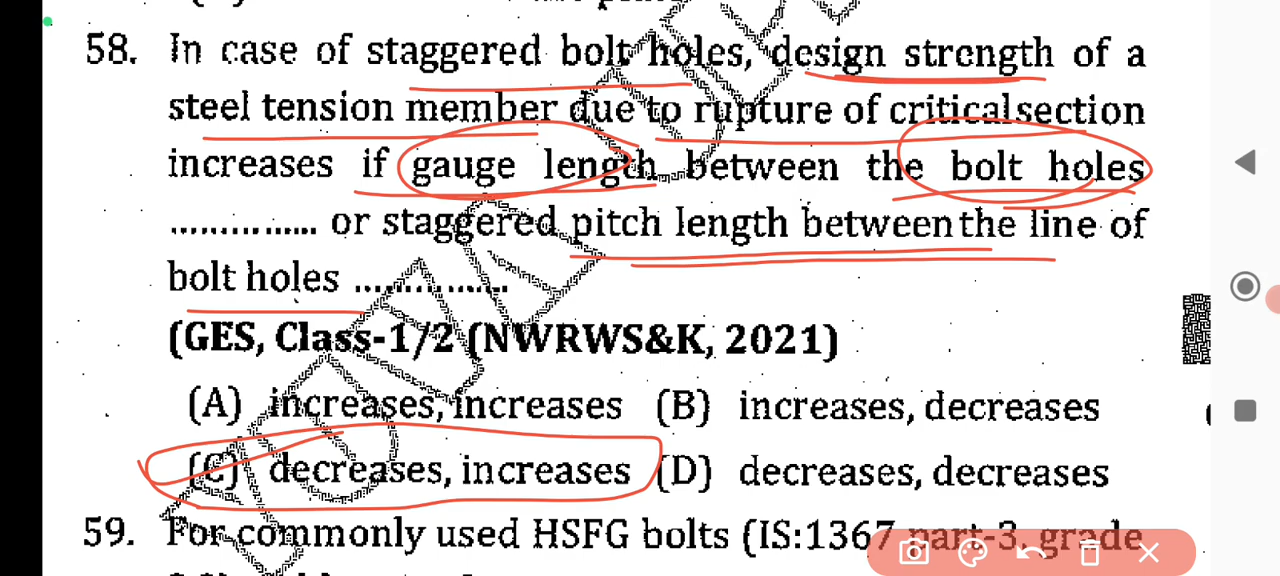 58. In case of staggered bolt holes, design strength of a
steel tension member due to rupture of critical section
increases if gauge length between the bolt holes
............... or staggered pitch length between the line of
bolt holes ................
(GES, Class-1/2 (NWRWS&K, 2021)
(A) increases, increases (B) increases, decreases
(C) decreases, increases (D) decreases, decreases
59. For commonly used HSFG bolts (IS:1367 part-3. grade